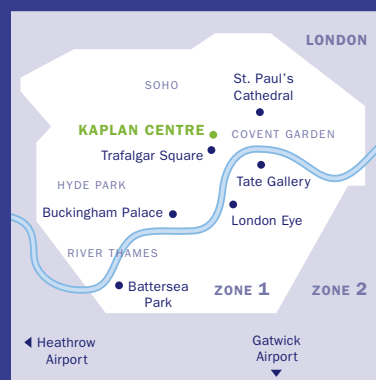 LONDON
St. Paul's
Cathedral
SOHO
KAPLAN CENTRE
COVENT GARDEN
Trafalgar Square
Tate Gallery
HYDE PARK
Buckingham Palace
London Eye
RIVER THAMES
Battersea
Park
ZONE 1
ZONE 2
Heathrow
Airport
Gatwick
Airport